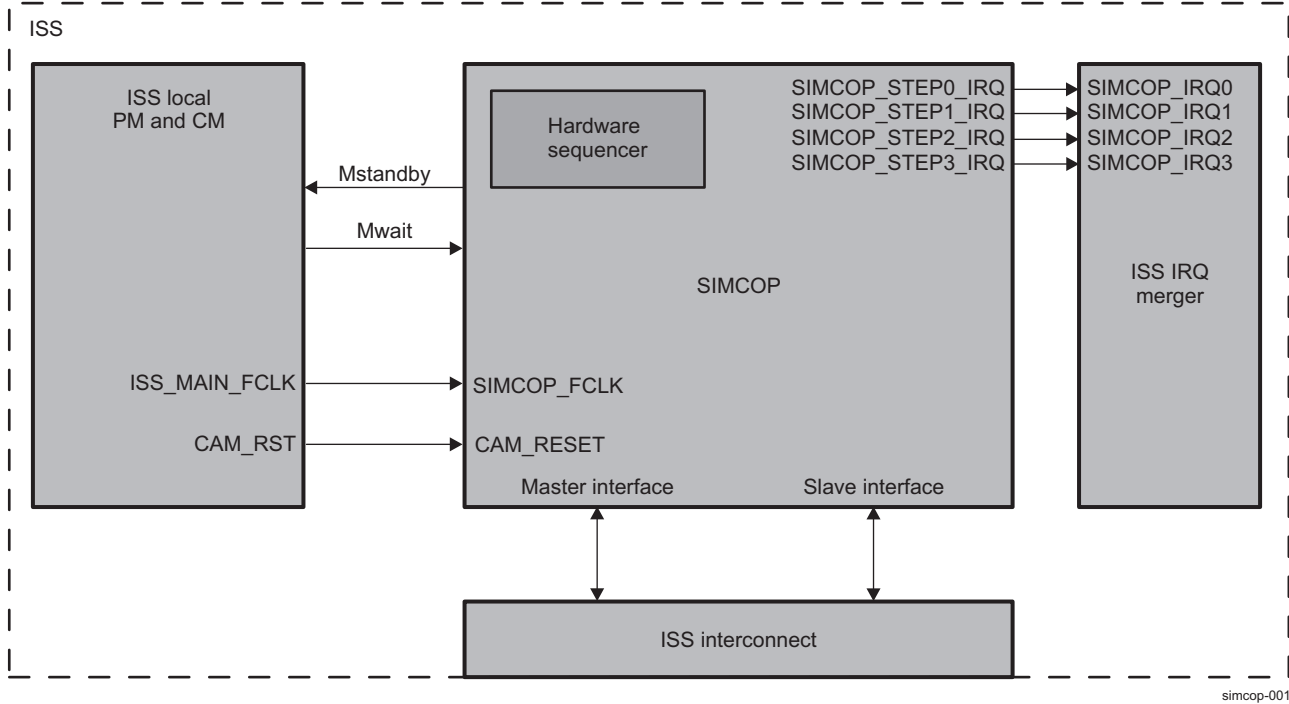 ISS
ISS local
PM and CM
Hardware
sequencer
SIMCOP_STEP0_IRQ
SIMCOP_STEP1_IRQ
SIMCOP_STEP2_IRQ
SIMCOP_STEP3_IRQ
SIMCOP_IRQ0
SIMCOP_IRQ1
SIMCOP_IRQ2
SIMCOP_IRQ3
Mstandby
Mwait
SIMCOP
ISS IRQ
merger
ISS_MAIN_FCLK
SIMCOP_FCLK
CAM_RST
CAM_RESET
Master interface
Slave interface
ISS interconnect
simcop-001